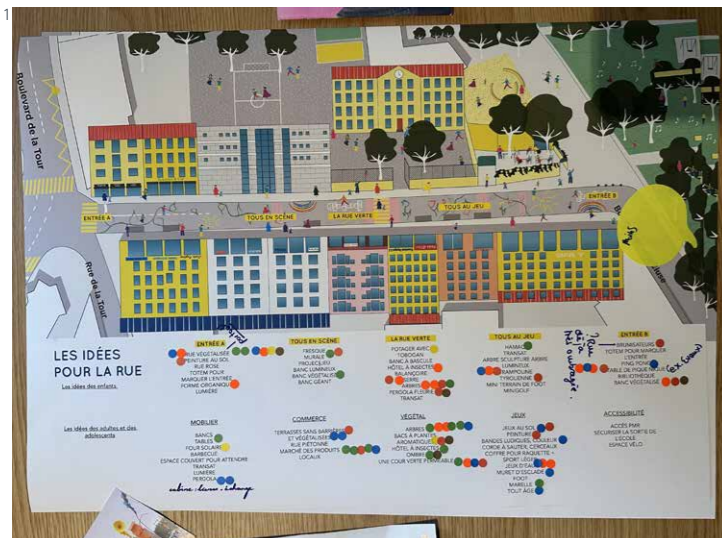 1
Boulevard de la Tour
Rue de la Tour
ENTRÉE A
TOUS EN SCÈNE
LA RUE VERTE
TOUS AU JEU
ENTRÉE B
LES IDÉES
POUR LA RUE
Les idées des enfants
ENTRÉE A
RUE VÉGÉTALISÉE
PEINTURE AU SOL
RUE ROSE
TOTEM POUR
MARQUER L'ENTRÉE
FORME ORGANIQUE
LUMIÈRE
TOUS EN SCÈNE
FRESQUE
MURALE
PROJECLIEU
BANC LUMINEUX
BANC VÉGÉTALISÉ
BANC GÉANT
LA RUE VERTE
POTAGER AVEC
TOBOGAN
BANC À BASCULE
HÔTEL À INSECTES
BALANÇOIRE
PERGOLA FLEURIE
TRANSAT
TOUS AU JEU
HAMAC
TRANSAT
ARBRE SCULPTURE ARBRE
LUMINEUX
TRAMPOLINE
TYROLIENNE
MINI TERRAIN DE FOOT
MINIGOLF
ENTRÉE B
BRUMISATEURS
TOTEM POUR MARQUER
L'ENTRÉE
PING PONG
TABLE DE PIQUE NIQUE
BIBLIOTHÈQUE
BANC VÉGÉTALISÉ
? Rue
déjà
Les idées des adultes et des
adolescents
MOBILIER
BANCS
TABLES
FOUR SOLAIRE
BARBECUE
ESPACE COUVERT POUR ATTENDRE
TRANSAT
LUMIÈRE
PERGOLA
COMMERCE
TERRASSES SANS BARRIÈRES
ET VÉGÉTALISÉES
RUE PIÉTONNE
MARCHÉ DES PRODUITS
LOCAUX
VÉGÉTAL
ARBRES
BACS À PLANTES
AROMATIQUES
HÔTEL À INSECTES
OMBRE
UNE COUR VERTE PERMÉABLE
JEUX
JEUX AU SOL
PEINTURE
BANDES LUDIQUES, COULEUR
CORDE À SAUTER, CERCEAUX
COFFRE POUR RAQUETTE +
SPORT LÉGER
JEUX D'EAU
MURET D'ESCLADE
FOOT
MARELLE
TOUT ÂGE
ACCESSIBILITÉ
ACCÈS PMR
SÉCURISER LA SORTIE DE
L'ÉCOLE
ESPACE VÉLO